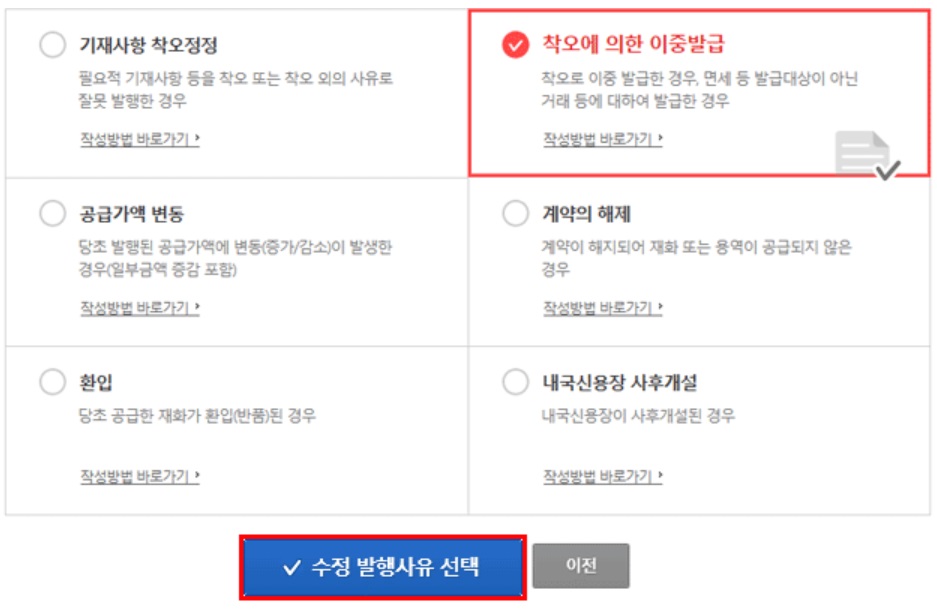 기재사항 착오정정
필요적 기재사항 등을 착오 또는 착오 외의 사유로
잘못 발행한 경우
작성방법 바로가기
착오에 의한 이중발급
착오로 이중 발급한 경우, 면세 등 발급대상이 아닌
거래 등에 대하여 발급한 경우
작성방법 바로가기
공급가액 변동
당초 발행된 공급가액에 변동(증가/감소)이 발생한
경우(일부금액 증감 포함)
작성방법 바로가기
계약의 해제
계약이 해지되어 재화 또는 용역이 공급되지 않은
경우
작성방법 바로가기
환입
당초 공급한 재화가 환입(반품)된 경우
작성방법 바로가기
내국신용장 사후개설
내국신용장이 사후개설된 경우
작성방법 바로가기
수정 발행사유 선택
이전